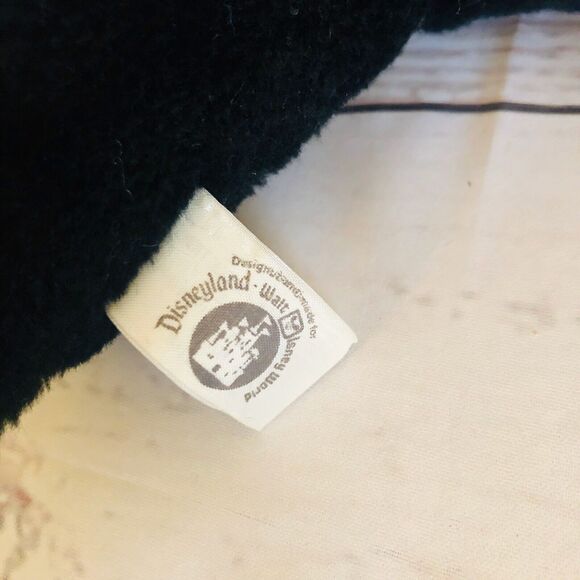 Designed and made for
Disneyland · Walt Disney World